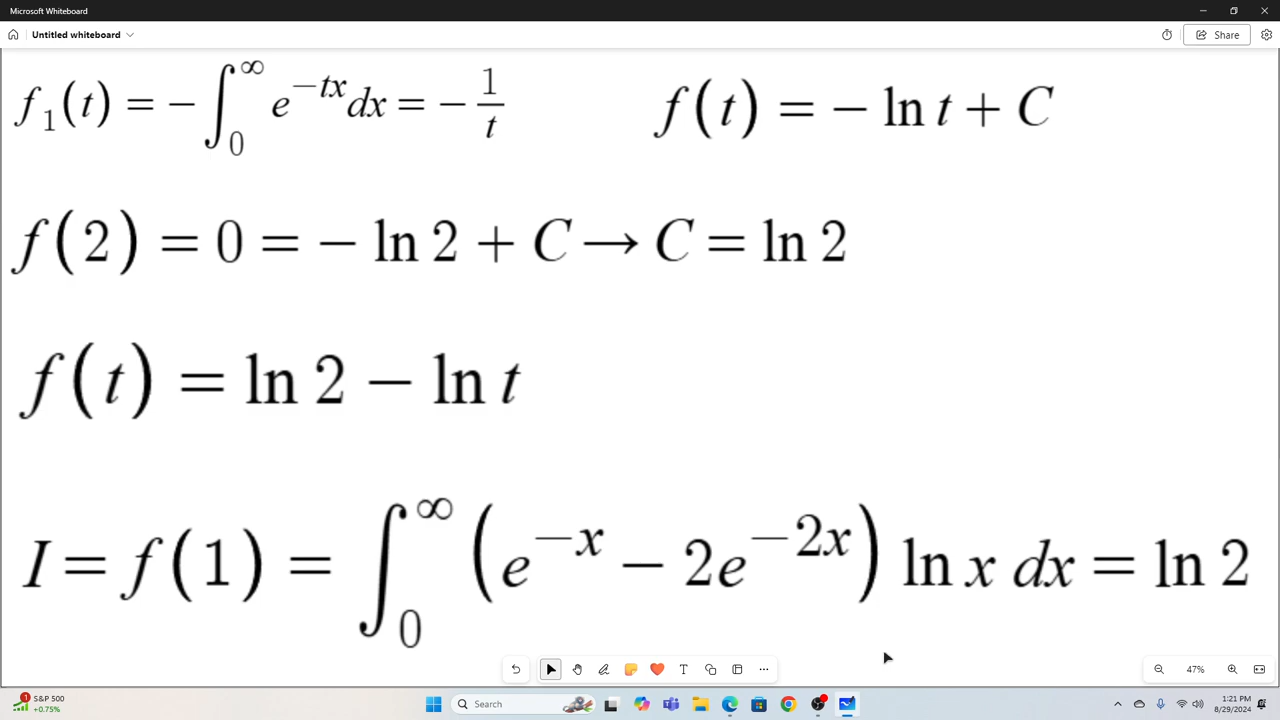 Microsoft Whiteboard
Untitled whiteboard
Share
f₁(t) = − ∫₀^∞ e^{−tx} dx = − 1/t
f(t) = − ln t + C
f(2) = 0 = − ln 2 + C → C = ln 2
f(t) = ln 2 − ln t
I = f(1) = ∫₀^∞ (e^{−x} − 2e^{−2x}) ln x dx = ln 2
47%
1
S&P 500
+0.75%
Search
1:21 PM
8/29/2024